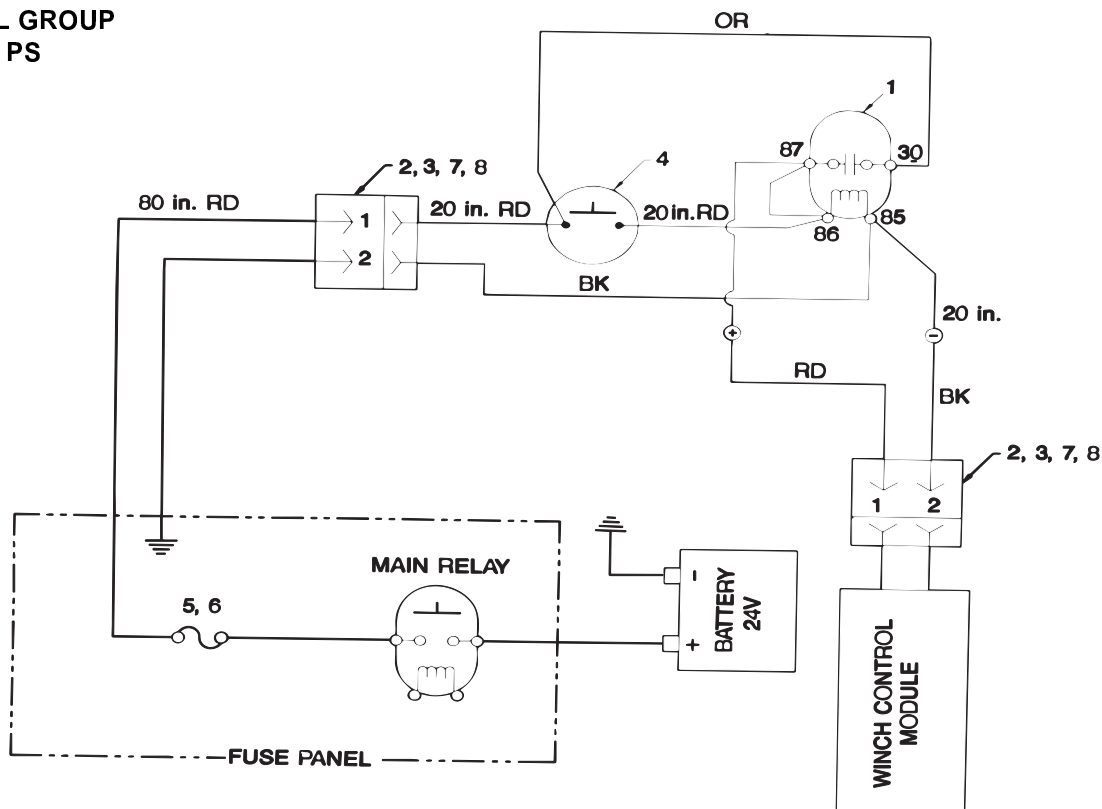 L GROUP
PS
OR
1
87
30
4
2, 3, 7, 8
80 in. RD
1
20 in. RD
20 in. RD
86
85
2
BK
20 in.
+
-
RD
BK
2, 3, 7, 8
1
2
MAIN RELAY
5, 6
-
+
BATTERY
24V
WINCH CONTROL
MODULE
FUSE PANEL